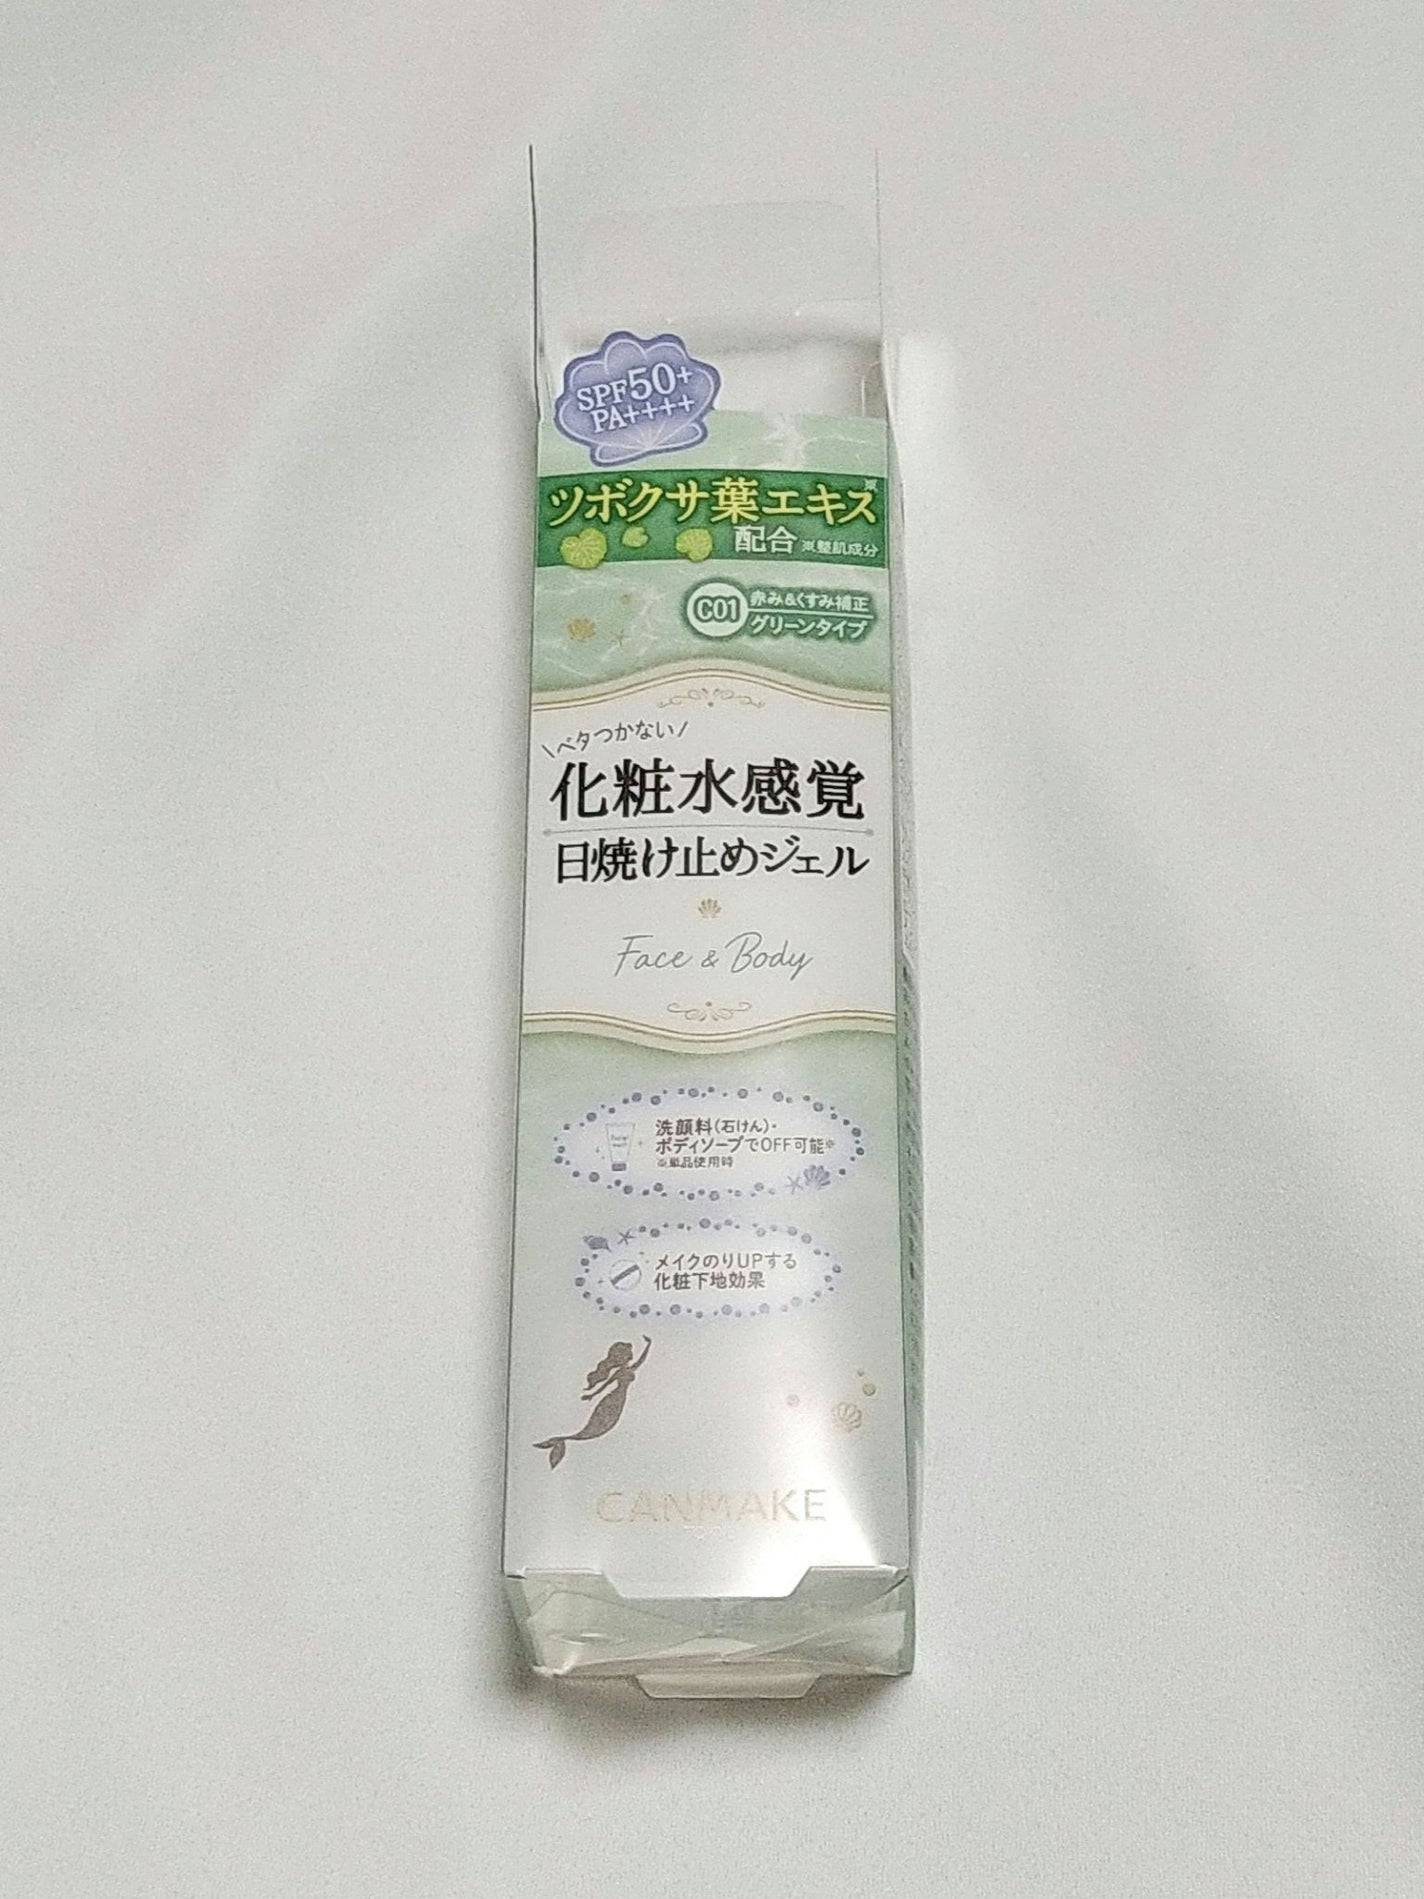 SPF50+
PA++++
ツボクサ葉エキス※
配合 ※整肌成分
C01 赤み&くすみ補正
グリーンタイプ
\ベタつかない/
化粧水感覚
日焼け止めジェル
Face & Body
洗顔料(石けん)・
ボディソープでOFF可能※
※単品使用時
メイクのりUPする
化粧下地効果
CANMAKE